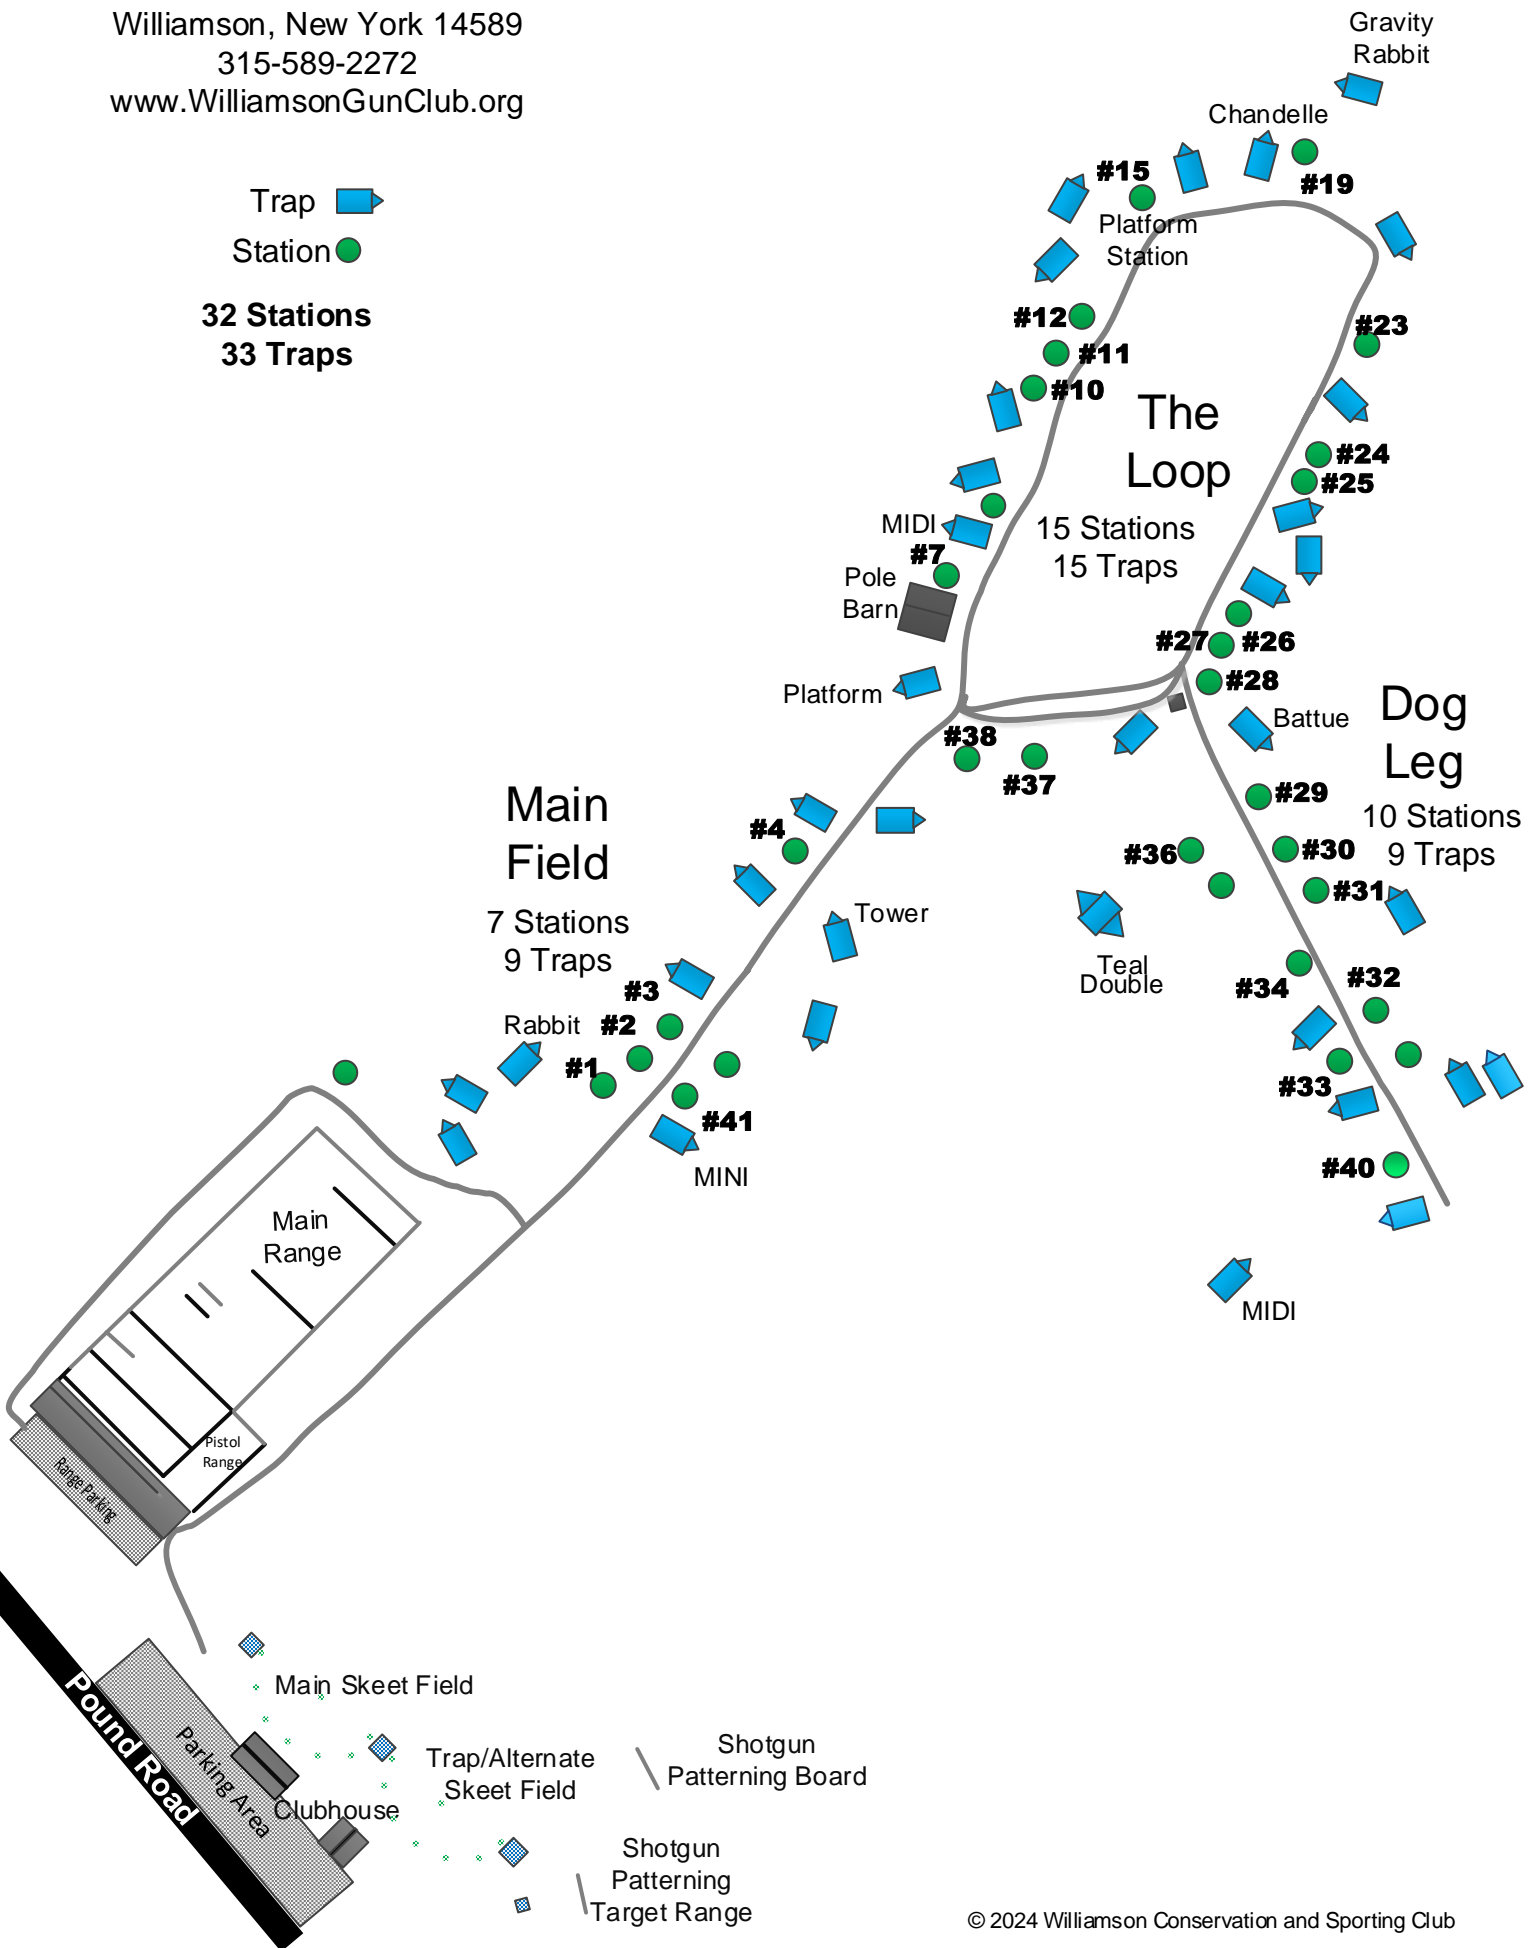 Williamson, New York 14589
315-589-2272
www.WilliamsonGunClub.org
Trap
Station
32 Stations
33 Traps
Gravity
Rabbit
Chandelle
#15
#19
Platform
Station
#12
#11
#10
#23
The
Loop
15 Stations
15 Traps
#24
#25
MIDI
#7
Pole
Barn
#27
#26
#28
Platform
Battue
Dog
Leg
10 Stations
9 Traps
#38
#37
#29
#30
#31
#36
Main
Field
7 Stations
9 Traps
#4
Tower
Teal
Double
#34
#32
#33
#3
Rabbit
#2
#1
#41
MINI
#40
MIDI
Main
Range
Pistol
Range
Range Parking
Pound Road
Parking Area
Main Skeet Field
Clubhouse
Trap/Alternate
Skeet Field
Shotgun
Patterning Board
Shotgun
Patterning
Target Range
© 2024 Williamson Conservation and Sporting Club